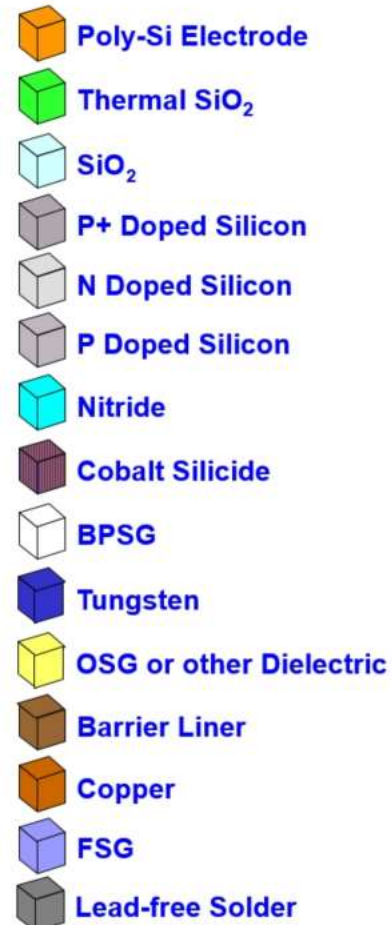 Poly-Si Electrode
Thermal SiO₂
SiO₂
P+ Doped Silicon
N Doped Silicon
P Doped Silicon
Nitride
Cobalt Silicide
BPSG
Tungsten
OSG or other Dielectric
Barrier Liner
Copper
FSG
Lead-free Solder